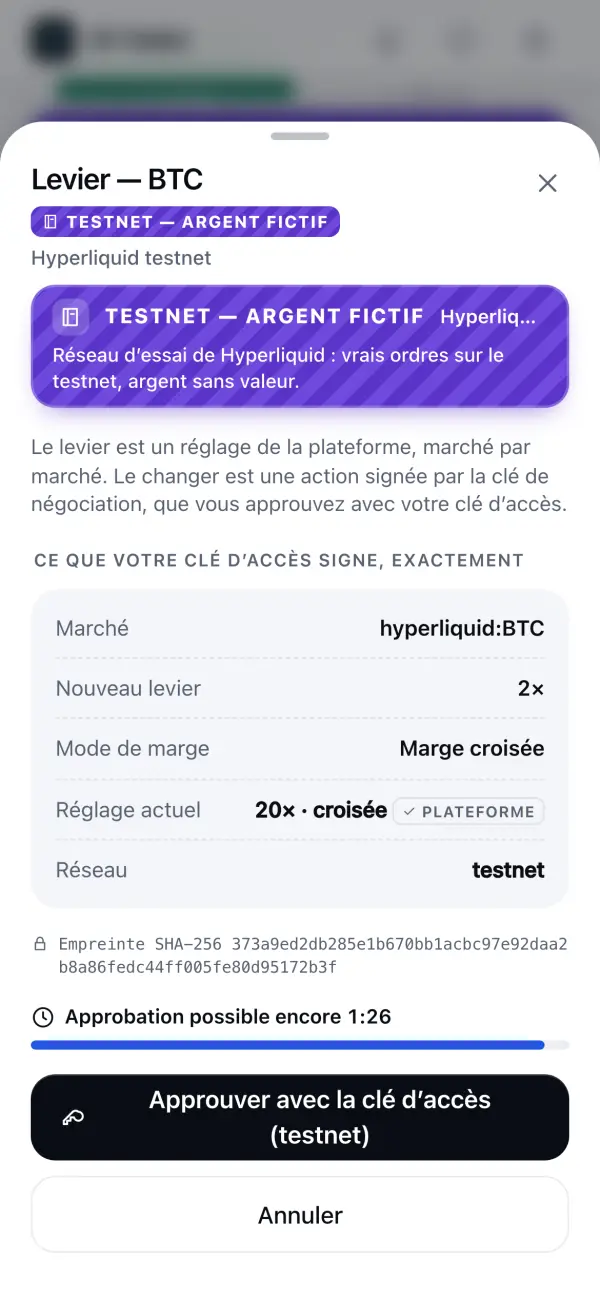 Levier — BTC
TESTNET — ARGENT FICTIF
Hyperliquid testnet
TESTNET — ARGENT FICTIF Hyperliq...
Réseau d’essai de Hyperliquid : vrais ordres sur le
testnet, argent sans valeur.
Le levier est un réglage de la plateforme, marché par
marché. Le changer est une action signée par la clé de
négociation, que vous approuvez avec votre clé d’accès.
CE QUE VOTRE CLÉ D’ACCÈS SIGNE, EXACTEMENT
Marché hyperliquid:BTC
Nouveau levier 2×
Mode de marge Marge croisée
Réglage actuel 20× · croisée PLATEFORME
Réseau testnet
Empreinte SHA-256 373a9ed2db285e1b670bb1acbc97e92daa2
b8a86fedc44ff005fe80d95172b3f
Approbation possible encore 1:26
Approuver avec la clé d’accès
(testnet)
Annuler